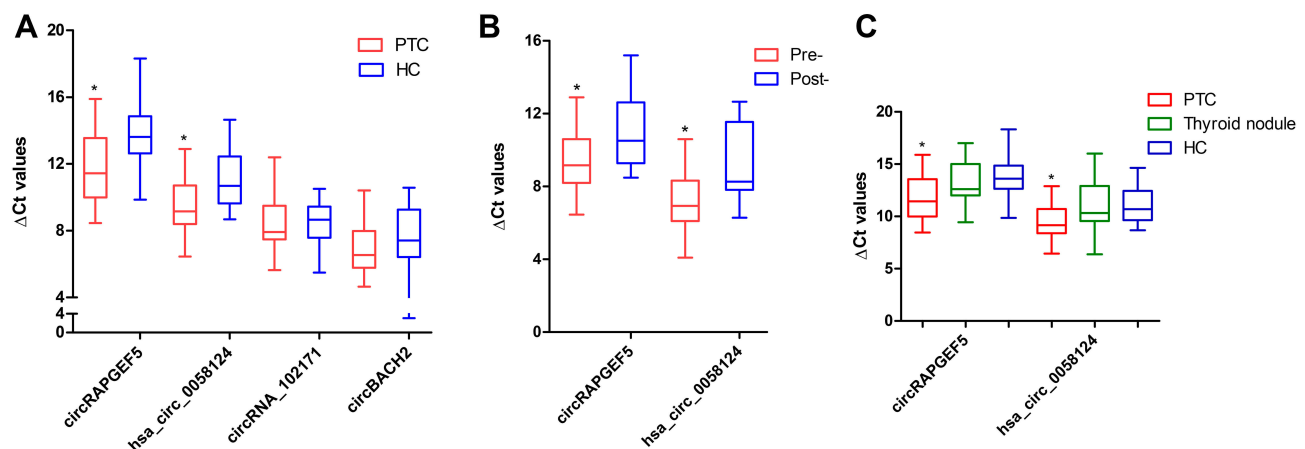 A
PTC
HC
ΔCt values
20
16
12
8
4
4
0
*
*
circRAPGEF5
hsa_circ_0058124
circRNA_102171
circBACH2
B
Pre-
Post-
ΔCt values
16
12
8
4
0
*
*
circRAPGEF5
hsa_circ_0058124
C
PTC
Thyroid nodule
HC
ΔCt values
20
15
10
5
0
*
*
circRAPGEF5
hsa_circ_0058124